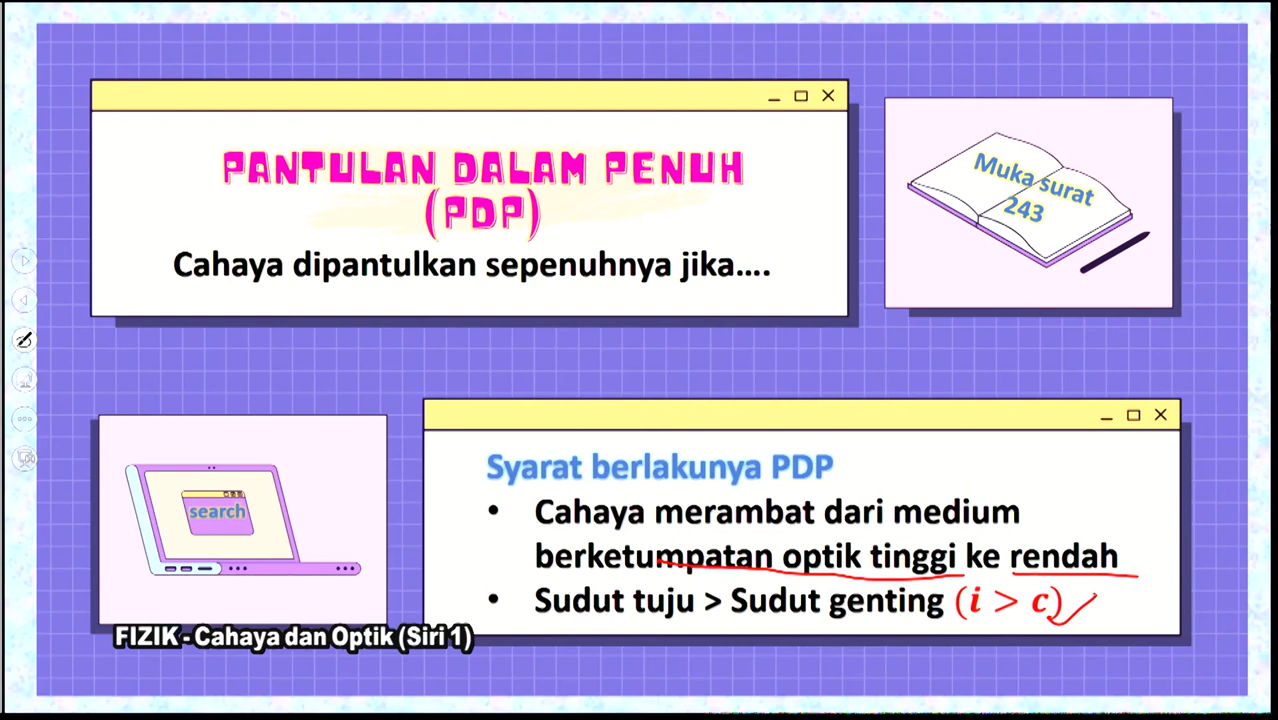 PANTULAN DALAM PENUH
(PDP)
Cahaya dipantulkan sepenuhnya jika....
Muka surat
243
search
Syarat berlakunya PDP
• Cahaya merambat dari medium
berketumpatan optik tinggi ke rendah
• Sudut tuju > Sudut genting (i > c)
FIZIK - Cahaya dan Optik (Siri 1)